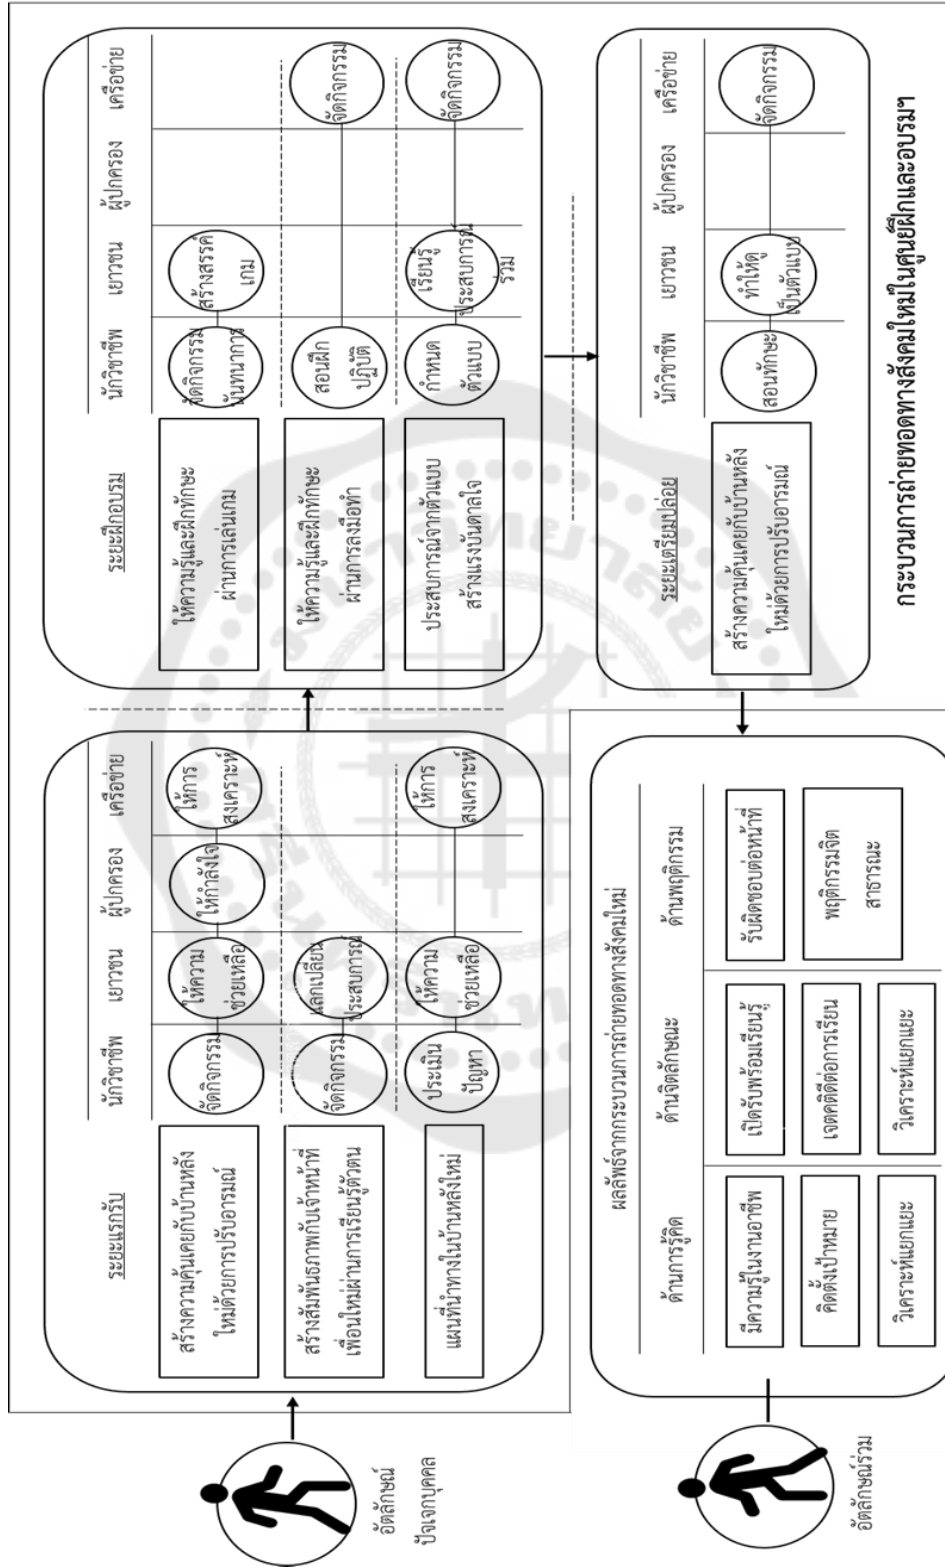 อัตลักษณ์
ปัจเจกบุคคล
ระยะแรกรับ
นักวิชาชีพ
เยาวชน
ผู้ปกครอง
เครือข่าย
สร้างความคุ้นเคยกับบ้านหลัง
ใหม่ด้วยการปรับอารมณ์
จัดกิจกรรม
ให้ความ
ช่วยเหลือ
ให้กำลังใจ
ให้การ
สงเคราะห์
สร้างสัมพันธภาพกับเจ้าหน้าที่
เพื่อนใหม่ผ่านการเรียนรู้ตัวตน
จัดกิจกรรม
แลกเปลี่ยน
ประสบการณ์
แผนที่นำทางในบ้านหลังใหม่
ประเมิน
ปัญหา
ให้ความ
ช่วยเหลือ
ให้การ
สงเคราะห์
ระยะฝึกอบรม
นักวิชาชีพ
เยาวชน
ผู้ปกครอง
เครือข่าย
ให้ความรู้และฝึกทักษะ
ผ่านการเล่นเกม
จัดกิจกรรม
นันทนาการ
สร้างสรรค์
เกม
ให้ความรู้และฝึกทักษะ
ผ่านการลงมือทำ
สอนฝึก
ปฏิบัติ
จัดกิจกรรม
ประสบการณ์จากตัวแบบ
สร้างแรงบันดาลใจ
กำหนด
ตัวแบบ
เรียนรู้
ประสบการณ์
ร่วม
จัดกิจกรรม
ระยะเตรียมปล่อย
นักวิชาชีพ
เยาวชน
ผู้ปกครอง
เครือข่าย
สร้างความคุ้นเคยกับบ้านหลัง
ใหม่ด้วยการปรับอารมณ์
สอนทักษะ
ทำให้ดู
เป็นตัวแบบ
จัดกิจกรรม
กระบวนการถ่ายทอดทางสังคมใหม่ในศูนย์ฝึกและอบรมฯ
ผลลัพธ์จากกระบวนการถ่ายทอดทางสังคมใหม่
ด้านการรู้คิด
ด้านจิตลักษณะ
ด้านพฤติกรรม
มีความรู้ในงานอาชีพ
เปิดรับพร้อมเรียนรู้
รับผิดชอบต่อหน้าที่
คิดตั้งเป้าหมาย
เจตคติดีต่อการเรียน
พฤติกรรมจิต
สาธารณะ
วิเคราะห์แยกแยะ
วิเคราะห์แยกแยะ
อัตลักษณ์ร่วม